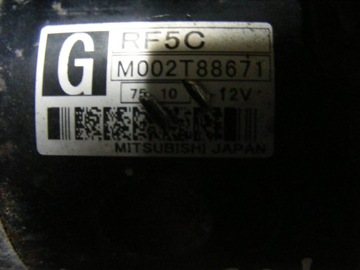 G
RF5C
M002T88671
75 10 12V
MITSUBISHI JAPAN